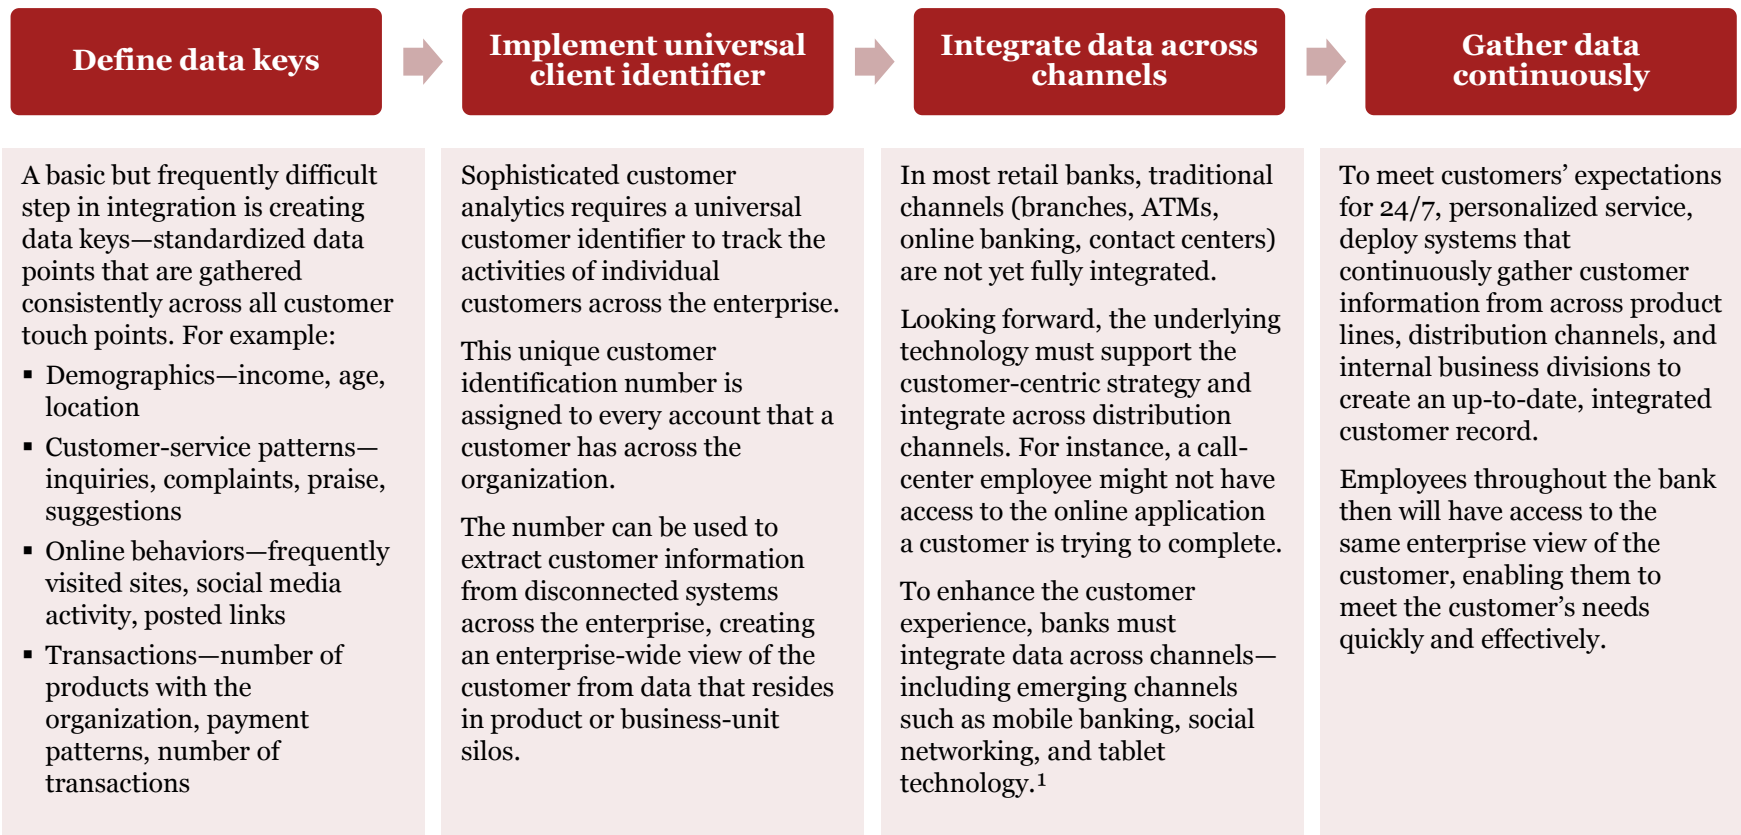 Define data keys
Implement universal
client identifier
Integrate data across
channels
Gather data
continuously
A basic but frequently difficult
step in integration is creating
data keys—standardized data
points that are gathered
consistently across all customer
touch points. For example:
▪ Demographics—income, age,
location
▪ Customer-service patterns—
inquiries, complaints, praise,
suggestions
▪ Online behaviors—frequently
visited sites, social media
activity, posted links
▪ Transactions—number of
products with the
organization, payment
patterns, number of
transactions
Sophisticated customer
analytics requires a universal
customer identifier to track the
activities of individual
customers across the enterprise.
This unique customer
identification number is
assigned to every account that a
customer has across the
organization.
The number can be used to
extract customer information
from disconnected systems
across the enterprise, creating
an enterprise-wide view of the
customer from data that resides
in product or business-unit
silos.
In most retail banks, traditional
channels (branches, ATMs,
online banking, contact centers)
are not yet fully integrated.
Looking forward, the underlying
technology must support the
customer-centric strategy and
integrate across distribution
channels. For instance, a call-
center employee might not have
access to the online application
a customer is trying to complete.
To enhance the customer
experience, banks must
integrate data across channels—
including emerging channels
such as mobile banking, social
networking, and tablet
technology.¹
To meet customers’ expectations
for 24/7, personalized service,
deploy systems that
continuously gather customer
information from across product
lines, distribution channels, and
internal business divisions to
create an up-to-date, integrated
customer record.
Employees throughout the bank
then will have access to the
same enterprise view of the
customer, enabling them to
meet the customer’s needs
quickly and effectively.